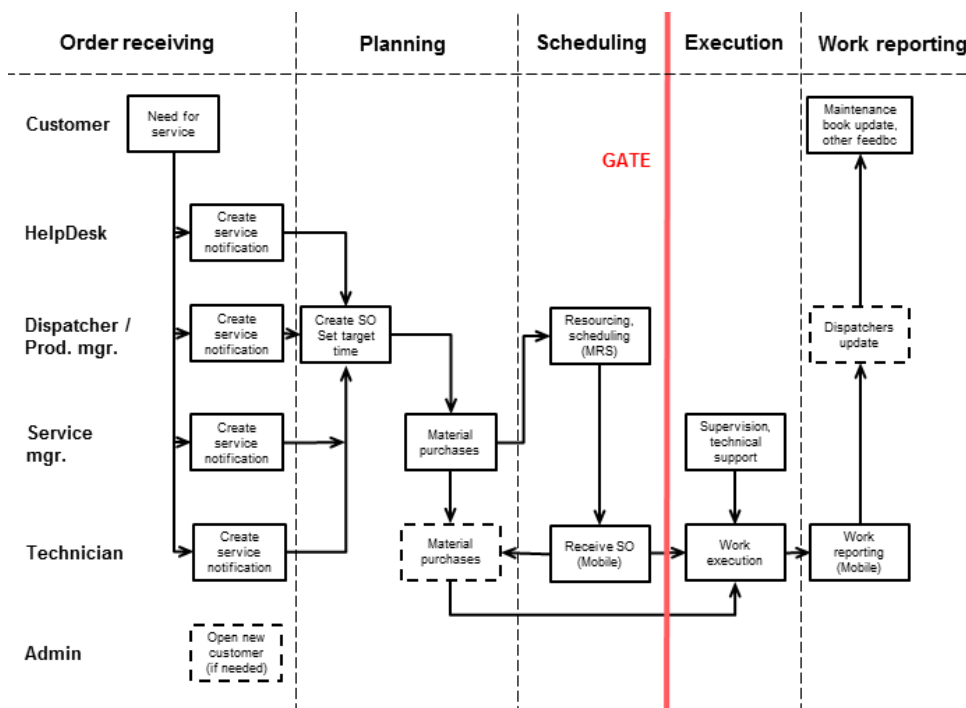 Order receiving
Planning
Scheduling
Execution
Work reporting
Customer
Need for
service
Maintenance
book update,
other feedbc
GATE
HelpDesk
Create
service
notification
Dispatcher /
Prod. mgr.
Create
service
notification
Create SO
Set target
time
Resourcing,
scheduling
(MRS)
Dispatchers
update
Service
mgr.
Create
service
notification
Material
purchases
Supervision,
technical
support
Technician
Create
service
notification
Material
purchases
Receive SO
(Mobile)
Work
execution
Work
reporting
(Mobile)
Admin
Open new
customer
(if needed)